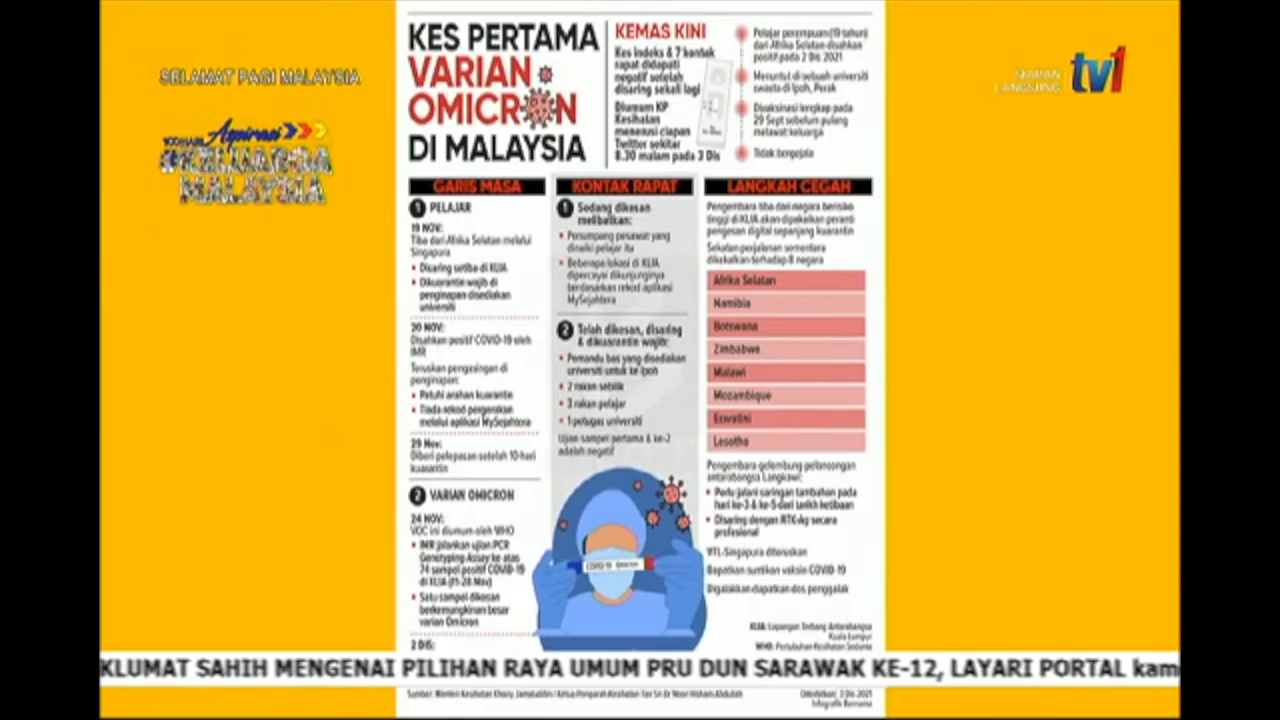 SELAMAT PAGI MALAYSIA
100 HARI Aspirasi
#KELUARGA
MALAYSIA
SIARAN
LANGSUNG
tv1
KES PERTAMA
VARIAN
OMICRON
DI MALAYSIA
KEMAS KINI
Kes indeks & 7 kontak
rapat didapati
negatif setelah
disaring sekali lagi
Diumum KP
Kesihatan
menerusi ciapan
Twitter sekitar
8.30 malam pada 3 Dis
Pelajar perempuan (19 tahun)
dari Afrika Selatan disahkan
positif pada 2 Dis 2021
Menuntut di sebuah universiti
swasta di Ipoh, Perak
Divaksinasi lengkap pada
29 Sept sebelum pulang
melawat keluarga
Tidak bergejala
GARIS MASA
1 PELAJAR
19 NOV:
Tiba dari Afrika Selatan melalui
Singapura
Disaring setiba di KLIA
Dikuarantin wajib di
penginapan disediakan
universiti
20 NOV:
Disahkan positif COVID-19 oleh
IMR
Teruskan pengasingan di
penginapan:
Patuhi arahan kuarantin
Tiada rekod pergerakan
melalui aplikasi MySejahtera
29 Nov:
Diberi pelepasan setelah 10 hari
kuarantin
2 VARIAN OMICRON
24 NOV:
VOC ini diumum oleh WHO
IMR jalankan ujian PCR
Genotyping Assay ke atas
74 sampel positif COVID-19
di KLIA (11-28 Nov)
Satu sampel dikesan
berkemungkinan besar
varian Omicron
2 DIS:
KONTAK RAPAT
1 Sedang dikesan
melibatkan:
Penumpang pesawat yang
dinaiki pelajar itu
Beberapa lokasi di KLIA
dipercayai dikunjunginya
berdasarkan rekod aplikasi
MySejahtera
2 Telah dikesan, disaring
& dikuarantin wajib:
Pemandu bas yang disediakan
universiti untuk ke Ipoh
2 rakan sebilik
3 rakan pelajar
1 petugas universiti
Ujian sampel pertama & ke-2
adalah negatif
COVID-19 Omicron
LANGKAH CEGAH
Pengembara tiba dari negara berisiko
tinggi di KLIA akan dipakaikan peranti
pengesan digital sepanjang kuarantin
Sekatan perjalanan sementara
dikekalkan terhadap 8 negara
Afrika Selatan
Namibia
Botswana
Zimbabwe
Malawi
Mozambique
Eswatini
Lesotho
Pengembara gelembung pelancongan
antarabangsa Langkawi:
Perlu jalani saringan tambahan pada
hari ke-3 & ke-5 dari tarikh ketibaan
Disaring dengan RTK-Ag secara
profesional
VTL-Singapura diteruskan
Dapatkan suntikan vaksin COVID-19
Digalakkan dapatkan dos penggalak
KLIA: Lapangan Terbang Antarabangsa
Kuala Lumpur
WHO: Pertubuhan Kesihatan Sedunia
KLUMAT SAHIH MENGENAI PILIHAN RAYA UMUM PRU DUN SARAWAK KE-12, LAYARI PORTAL kam
Sumber: Menteri Kesihatan Khairy Jamaluddin / Ketua Pengarah Kesihatan Tan Sri Dr Noor Hisham Abdullah
Diterbitkan: 3 Dis 2021
Infografik Bernama